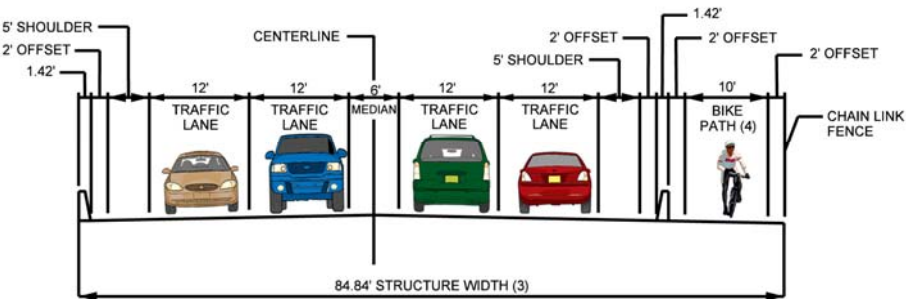 5' SHOULDER
2' OFFSET
1.42'
CENTERLINE
1.42'
2' OFFSET
2' OFFSET
5' SHOULDER
2' OFFSET
12'
TRAFFIC
LANE
12'
TRAFFIC
LANE
6'
MEDIAN
12'
TRAFFIC
LANE
12'
TRAFFIC
LANE
10'
BIKE
PATH (4)
CHAIN LINK
FENCE
84.84' STRUCTURE WIDTH (3)